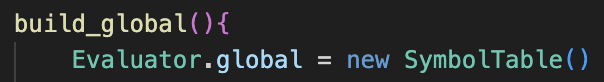 build_global(){
    Evaluator.global = new SymbolTable()